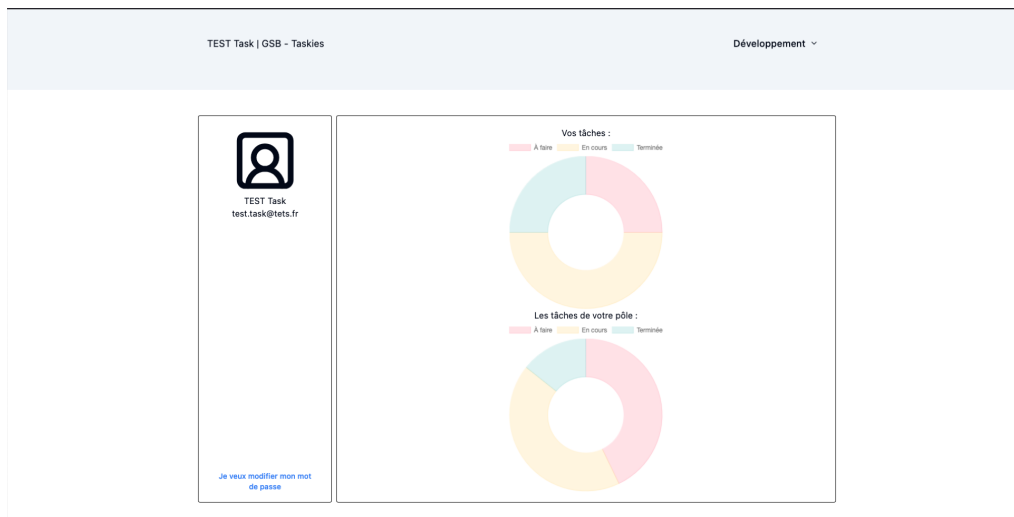 TEST Task | GSB - Taskies
Développement
TEST Task
test.task@tets.fr
Je veux modifier mon mot
de passe
Vos tâches :
À faire En cours Terminée
Les tâches de votre pôle :
À faire En cours Terminée